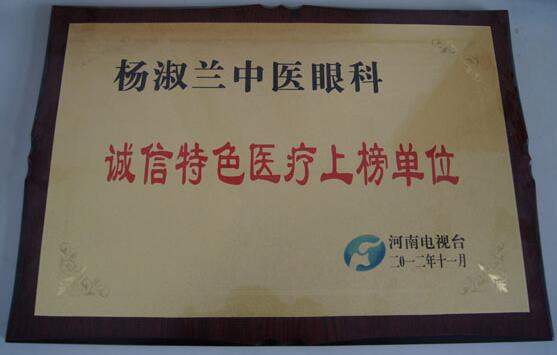 杨淑兰中医眼科
诚信特色医疗上榜单位
河南电视台
二0一二年十一月